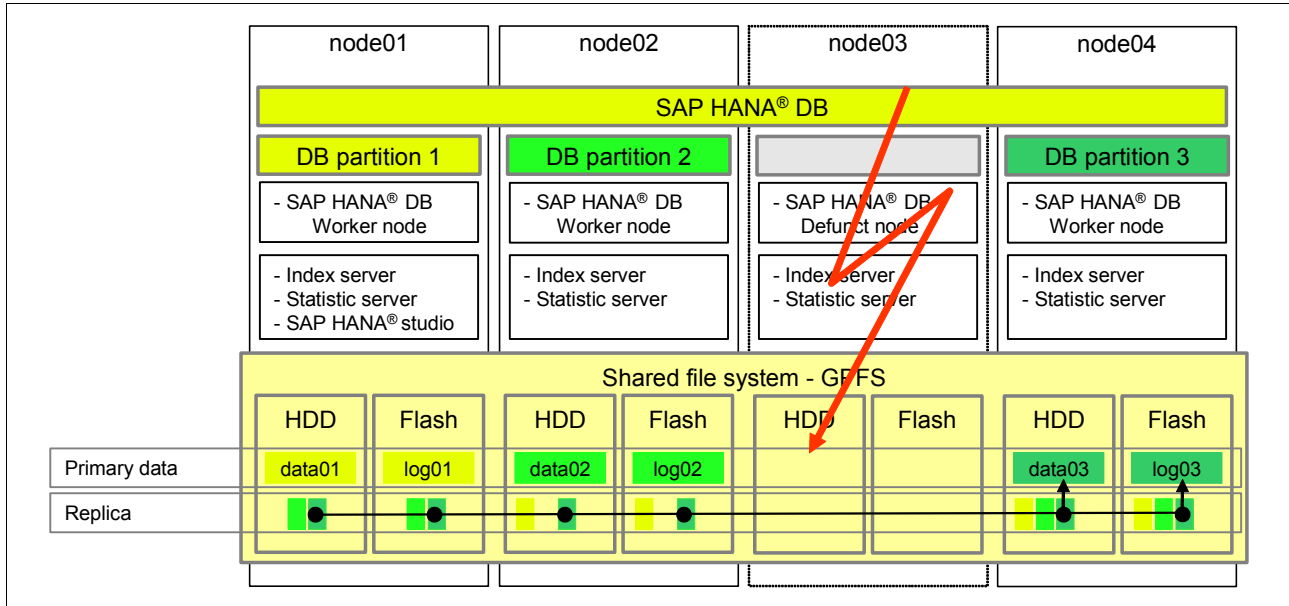 node01
node02
node03
node04
SAP HANA® DB
DB partition 1
DB partition 2
DB partition 3
- SAP HANA® DB
Worker node
- SAP HANA® DB
Worker node
- SAP HANA® DB
Defunct node
- SAP HANA® DB
Worker node
- Index server
- Statistic server
- SAP HANA® studio
- Index server
- Statistic server
- Index server
- Statistic server
- Index server
- Statistic server
Shared file system - GPFS
HDD
Flash
HDD
Flash
HDD
Flash
HDD
Flash
Primary data
data01
log01
data02
log02
data03
log03
Replica